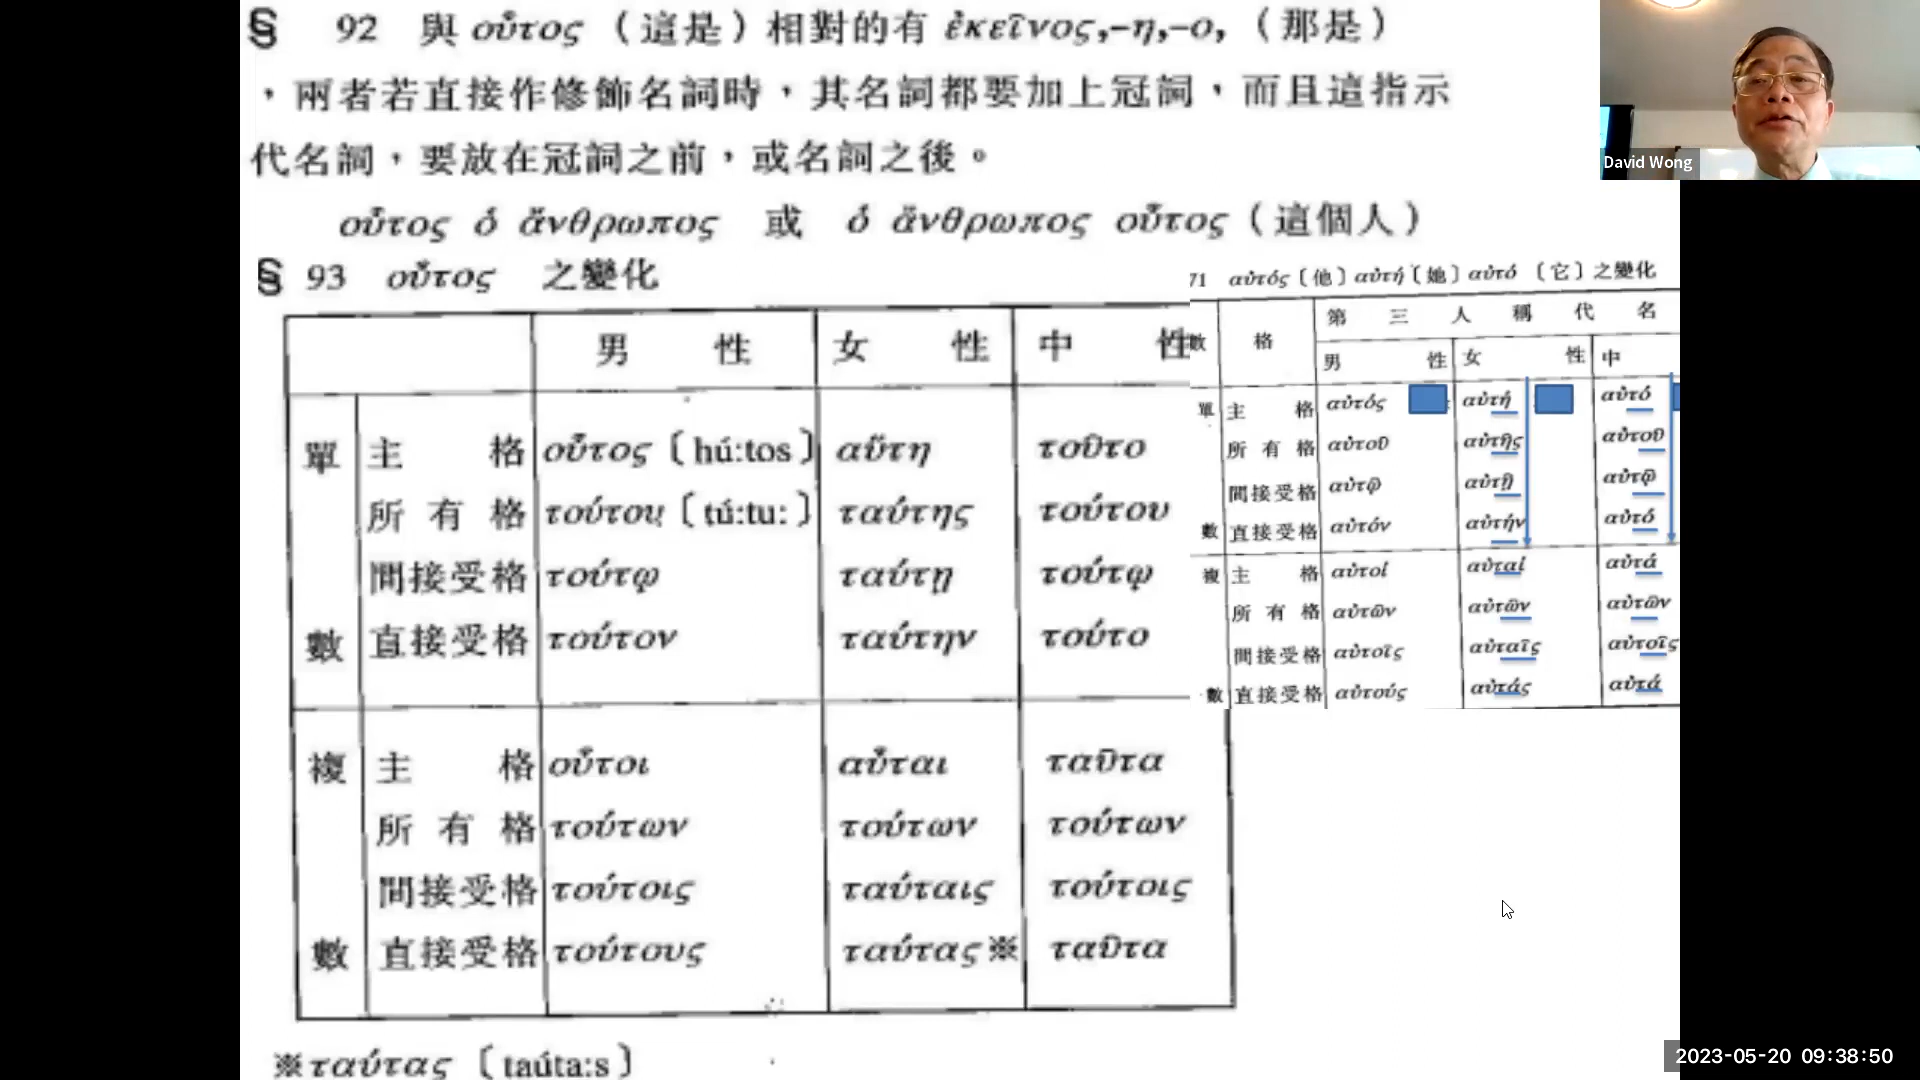 § 92 與 οὗτος（這是）相對的有 ἐκεῖνος,–η,–ο,（那是）
，兩者若直接作修飾名詞時，其名詞都要加上冠詞，而且這指示
代名詞，要放在冠詞之前，或名詞之後。
οὗτος ὁ ἄνθρωπος 或 ὁ ἄνθρωπος οὗτος（這個人）
§ 93 οὗτος 之變化
男性 女性 中性
單 主格 οὗτος〔hú:tos〕 αὕτη τοῦτο
所有格 τούτου〔tú:tu:〕 ταύτης τούτου
間接受格 τούτῳ ταύτῃ τούτῳ
數 直接受格 τούτον ταύτην τούτο
複 主格 οὗτοι αὗται ταῦτα
所有格 τούτων τούτων τούτων
間接受格 τούτοις ταύταις τούτοις
數 直接受格 τούτους ταύτας※ ταῦτα
※ταύτας〔taúta:s〕
71 αὐτός〔他〕αὐτή〔她〕αὐτό〔它〕之變化
數 格 第三人稱代名
男性 女性 中
單 主格 αὐτός αὐτή αὐτό
所有格 αὐτοῦ αὐτῆς αὐτοῦ
間接受格 αὐτῷ αὐτῇ αὐτῷ
數 直接受格 αὐτόν αὐτήν αὐτό
複 主格 αὐτοί αὐταί αὐτά
所有格 αὐτῶν αὐτῶν αὐτῶν
間接受格 αὐτοῖς αὐταῖς αὐτοῖς
數 直接受格 αὐτούς αὐτάς αὐτά
David Wong
2023-05-20 09:38:50